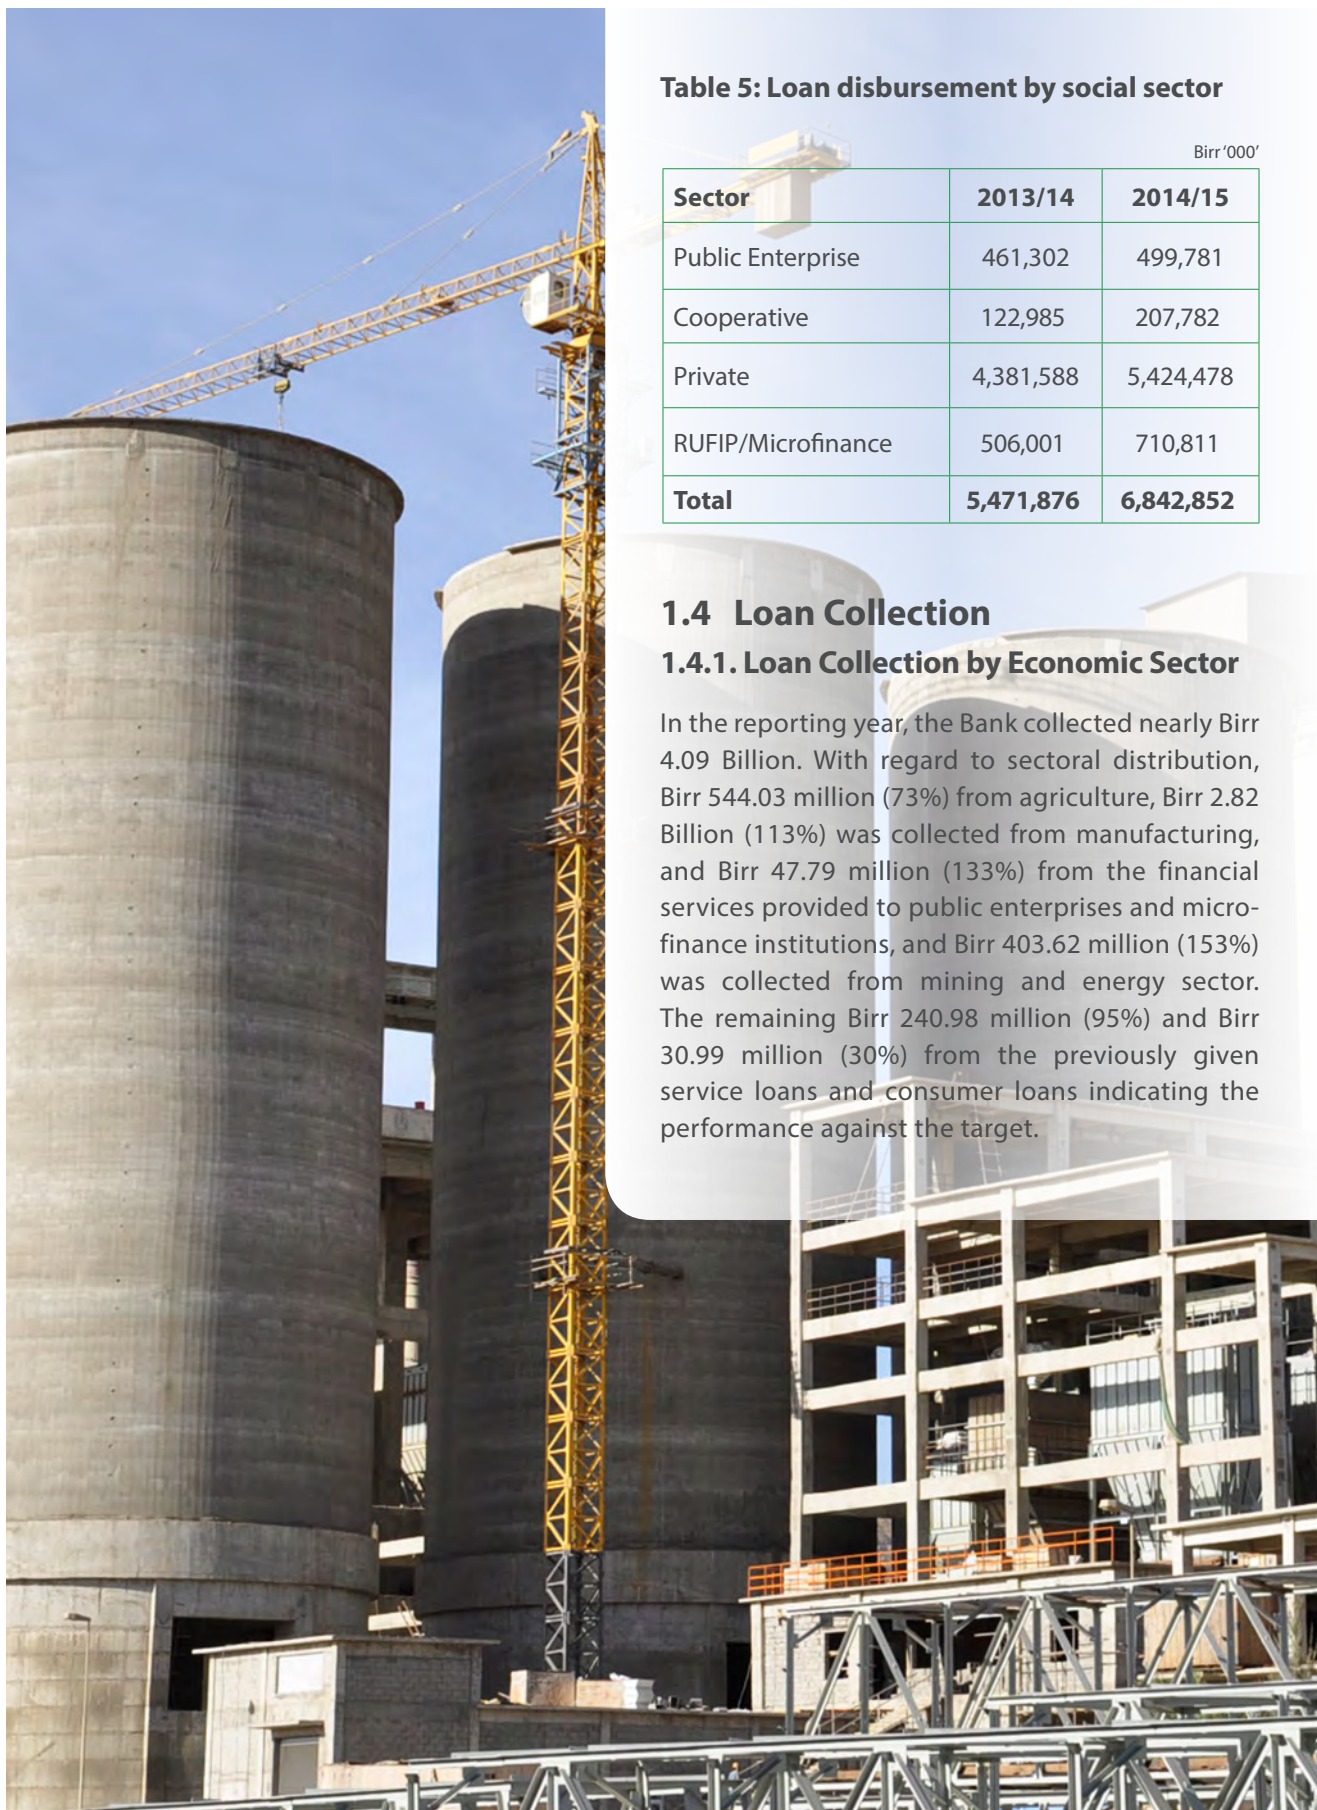 Table 5: Loan disbursement by social sector
Birr ‘000’
Sector 2013/14 2014/15
Public Enterprise 461,302 499,781
Cooperative 122,985 207,782
Private 4,381,588 5,424,478
RUFIP/Microfinance 506,001 710,811
Total 5,471,876 6,842,852
1.4 Loan Collection
1.4.1. Loan Collection by Economic Sector
In the reporting year, the Bank collected nearly Birr
4.09 Billion. With regard to sectoral distribution,
Birr 544.03 million (73%) from agriculture, Birr 2.82
Billion (113%) was collected from manufacturing,
and Birr 47.79 million (133%) from the financial
services provided to public enterprises and micro-
finance institutions, and Birr 403.62 million (153%)
was collected from mining and energy sector.
The remaining Birr 240.98 million (95%) and Birr
30.99 million (30%) from the previously given
service loans and consumer loans indicating the
performance against the target.